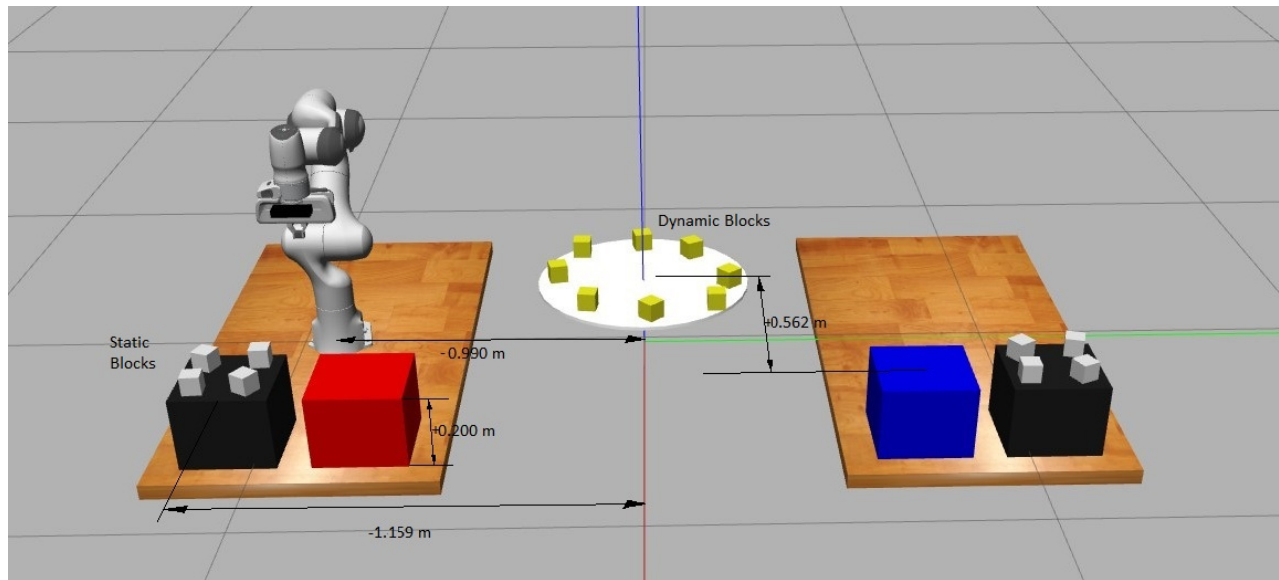 Dynamic Blocks
+0.562 m
Static
Blocks
-0.990 m
+0.200 m
-1.159 m